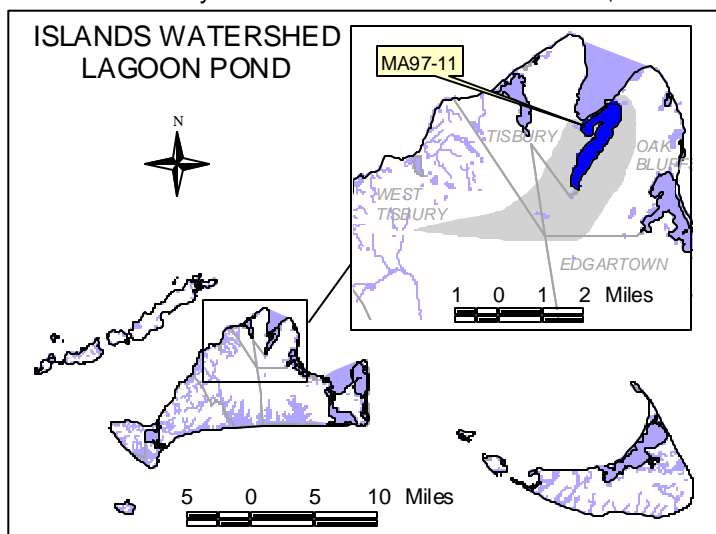 ISLANDS WATERSHED
LAGOON POND
N
MA97-11
TISBURY
OAK
BLUFFS
WEST
TISBURY
EDGARTOWN
1 0 1 2 Miles
5 0 5 10 Miles